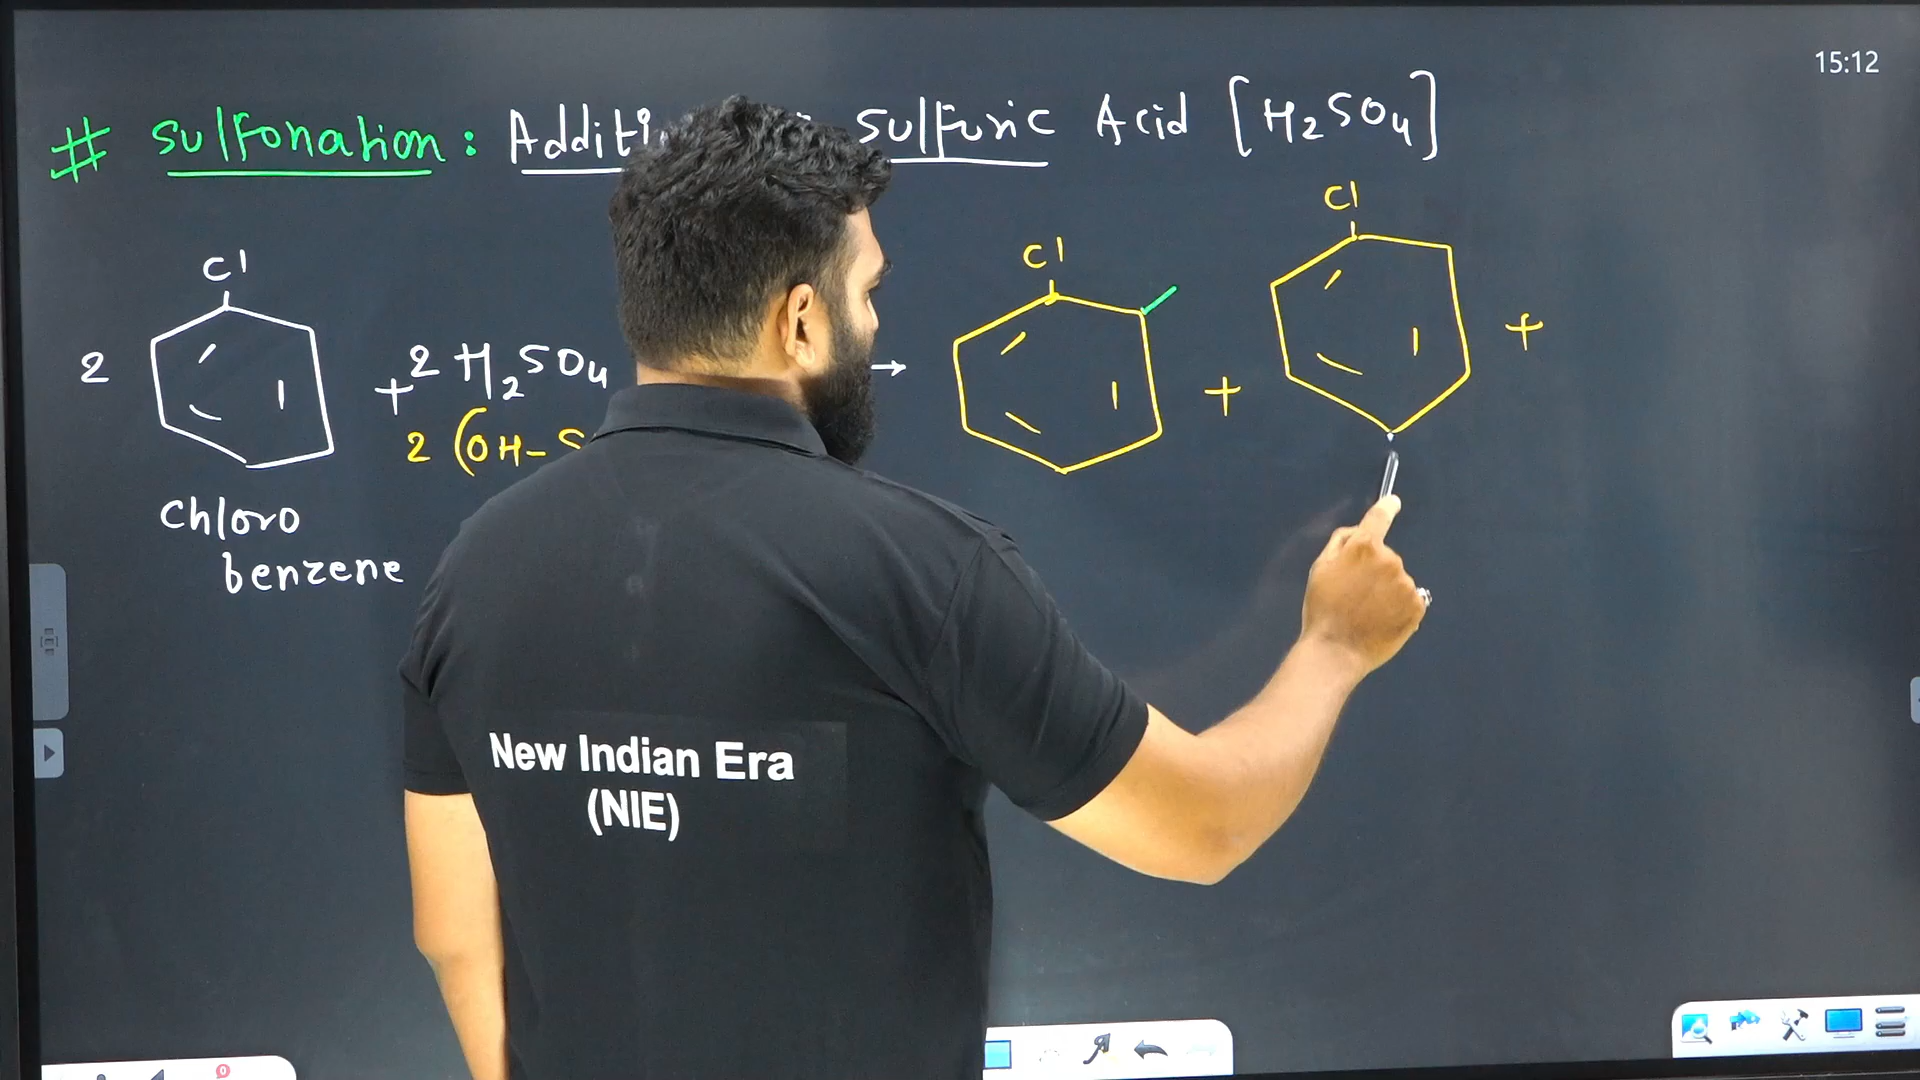 15:12
# Sulfonation: Additi Sulfuric Acid [H₂SO₄]
Cl
Cl
Cl
2 + 2 H₂SO₄ → + +
2 (OH-S
Chloro
benzene
New Indian Era
(NIE)